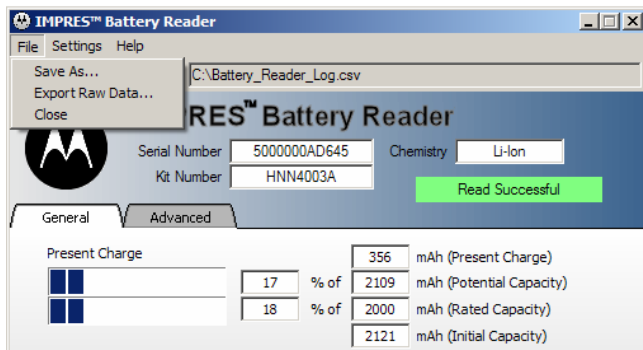 IMPRES™ Battery Reader
File Settings Help
Save As...
Export Raw Data...
Close
C:\Battery_Reader_Log.csv
PRES™ Battery Reader
Serial Number 5000000AD645 Chemistry Li-Ion
Kit Number HNN4003A
Read Successful
General Advanced
Present Charge
356 mAh (Present Charge)
17 % of 2109 mAh (Potential Capacity)
18 % of 2000 mAh (Rated Capacity)
2121 mAh (Initial Capacity)